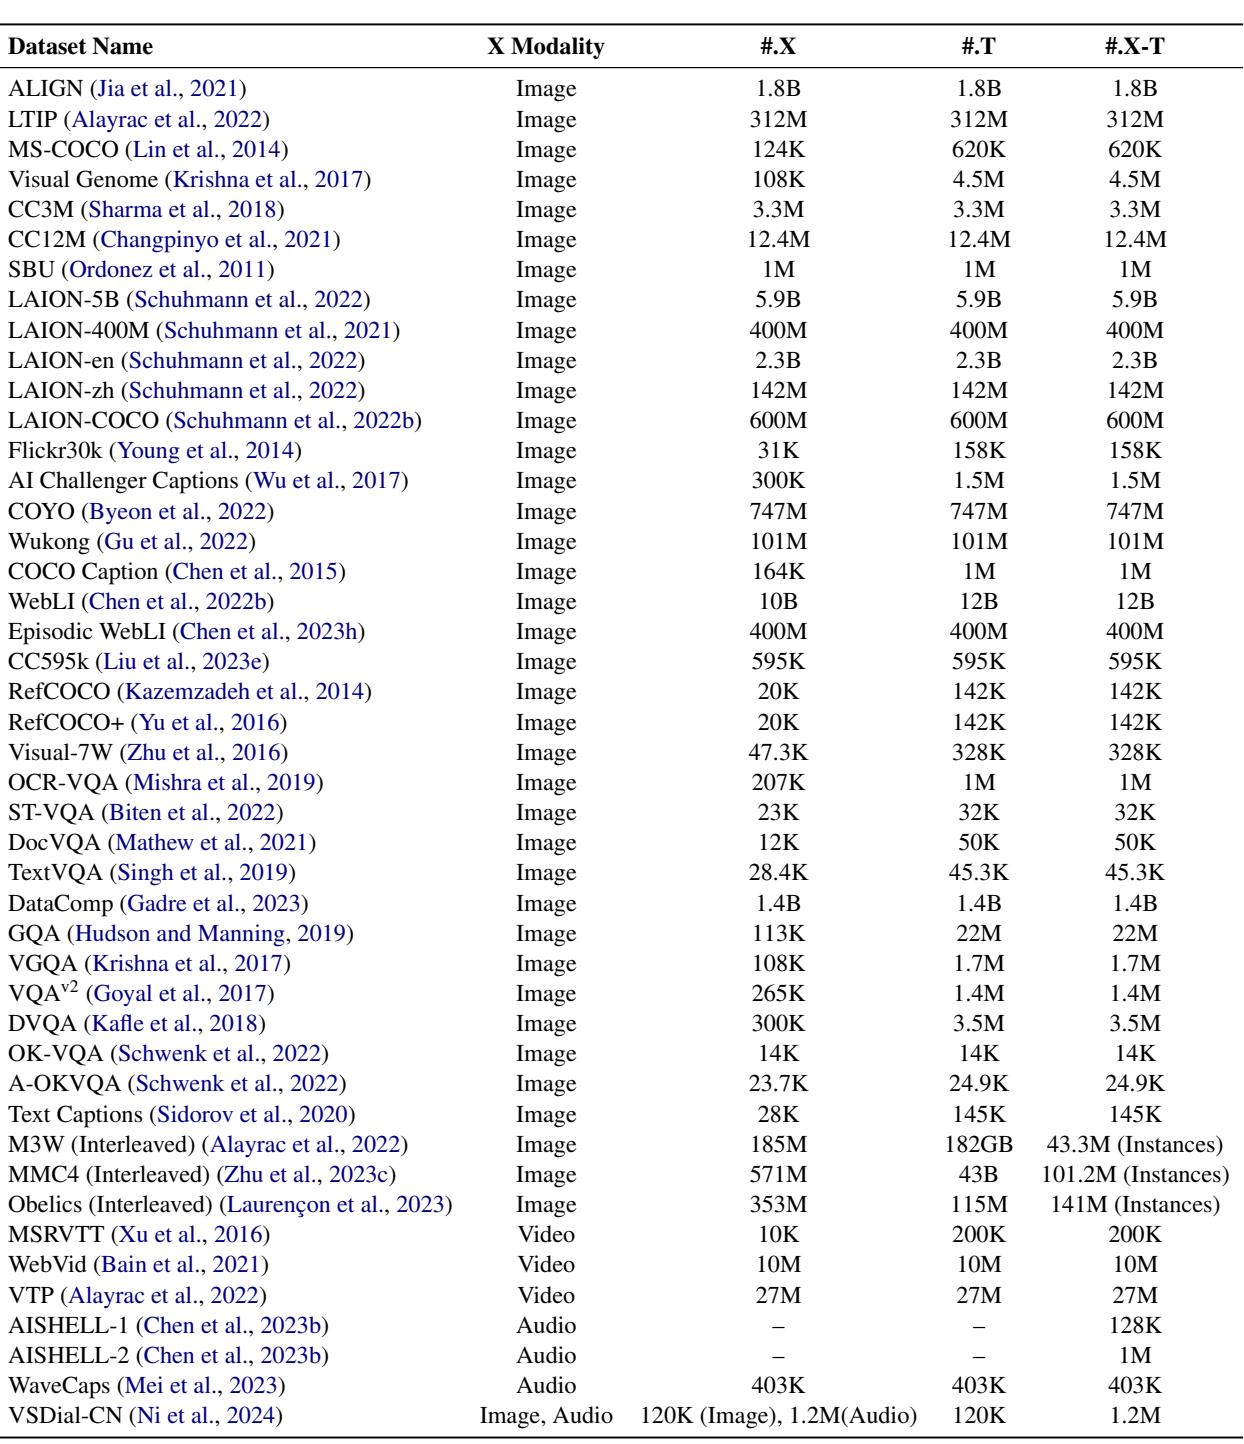 Dataset Name X Modality #.X #.T #.X-T
ALIGN (Jia et al., 2021) Image 1.8B 1.8B 1.8B
LTIP (Alayrac et al., 2022) Image 312M 312M 312M
MS-COCO (Lin et al., 2014) Image 124K 620K 620K
Visual Genome (Krishna et al., 2017) Image 108K 4.5M 4.5M
CC3M (Sharma et al., 2018) Image 3.3M 3.3M 3.3M
CC12M (Changpinyo et al., 2021) Image 12.4M 12.4M 12.4M
SBU (Ordonez et al., 2011) Image 1M 1M 1M
LAION-5B (Schuhmann et al., 2022) Image 5.9B 5.9B 5.9B
LAION-400M (Schuhmann et al., 2021) Image 400M 400M 400M
LAION-en (Schuhmann et al., 2022) Image 2.3B 2.3B 2.3B
LAION-zh (Schuhmann et al., 2022) Image 142M 142M 142M
LAION-COCO (Schuhmann et al., 2022b) Image 600M 600M 600M
Flickr30k (Young et al., 2014) Image 31K 158K 158K
AI Challenger Captions (Wu et al., 2017) Image 300K 1.5M 1.5M
COYO (Byeon et al., 2022) Image 747M 747M 747M
Wukong (Gu et al., 2022) Image 101M 101M 101M
COCO Caption (Chen et al., 2015) Image 164K 1M 1M
WebLI (Chen et al., 2022b) Image 10B 12B 12B
Episodic WebLI (Chen et al., 2023h) Image 400M 400M 400M
CC595k (Liu et al., 2023e) Image 595K 595K 595K
RefCOCO (Kazemzadeh et al., 2014) Image 20K 142K 142K
RefCOCO+ (Yu et al., 2016) Image 20K 142K 142K
Visual-7W (Zhu et al., 2016) Image 47.3K 328K 328K
OCR-VQA (Mishra et al., 2019) Image 207K 1M 1M
ST-VQA (Biten et al., 2022) Image 23K 32K 32K
DocVQA (Mathew et al., 2021) Image 12K 50K 50K
TextVQA (Singh et al., 2019) Image 28.4K 45.3K 45.3K
DataComp (Gadre et al., 2023) Image 1.4B 1.4B 1.4B
GQA (Hudson and Manning, 2019) Image 113K 22M 22M
VGQA (Krishna et al., 2017) Image 108K 1.7M 1.7M
VQAv2 (Goyal et al., 2017) Image 265K 1.4M 1.4M
DVQA (Kafle et al., 2018) Image 300K 3.5M 3.5M
OK-VQA (Schwenk et al., 2022) Image 14K 14K 14K
A-OKVQA (Schwenk et al., 2022) Image 23.7K 24.9K 24.9K
Text Captions (Sidorov et al., 2020) Image 28K 145K 145K
M3W (Interleaved) (Alayrac et al., 2022) Image 185M 182GB 43.3M (Instances)
MMC4 (Interleaved) (Zhu et al., 2023c) Image 571M 43B 101.2M (Instances)
Obelics (Interleaved) (Laurençon et al., 2023) Image 353M 115M 141M (Instances)
MSRVTT (Xu et al., 2016) Video 10K 200K 200K
WebVid (Bain et al., 2021) Video 10M 10M 10M
VTP (Alayrac et al., 2022) Video 27M 27M 27M
AISHELL-1 (Chen et al., 2023b) Audio – – 128K
AISHELL-2 (Chen et al., 2023b) Audio – – 1M
WaveCaps (Mei et al., 2023) Audio 403K 403K 403K
VSDial-CN (Ni et al., 2024) Image, Audio 120K (Image), 1.2M(Audio) 120K 1.2M